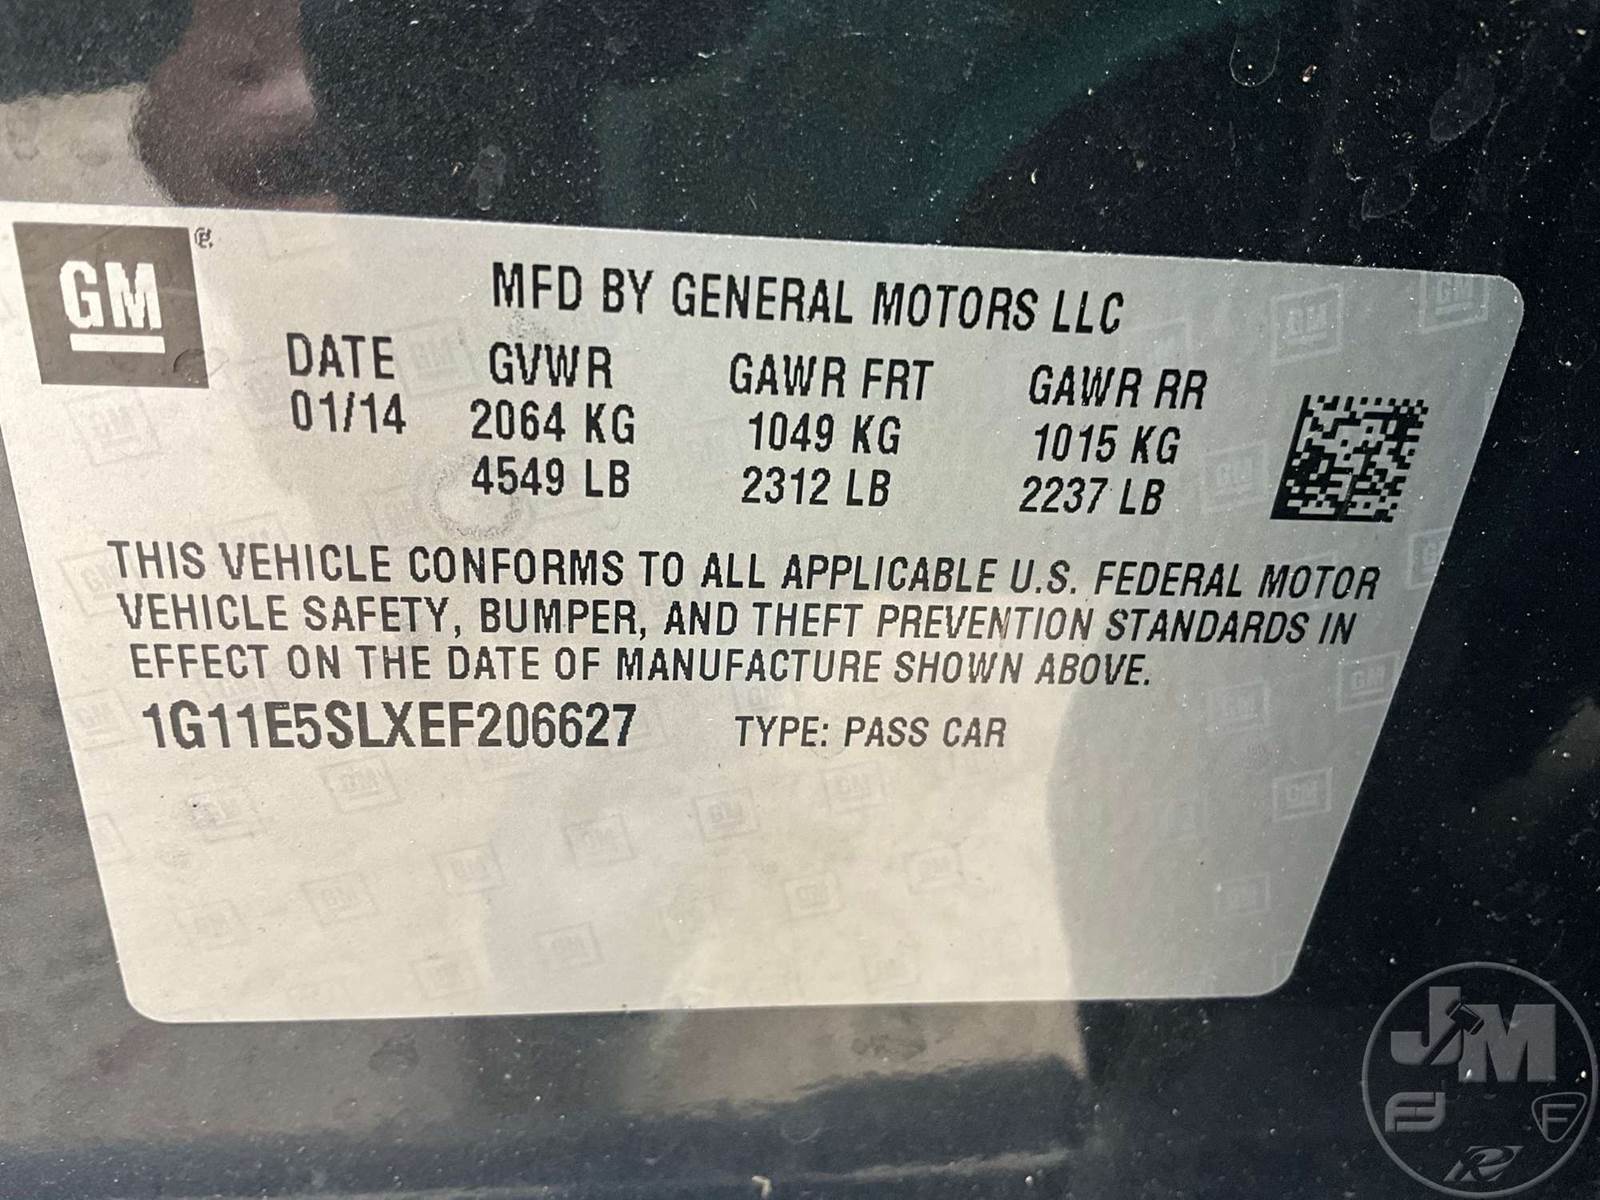 GM
MFD BY GENERAL MOTORS LLC
DATE GVWR GAWR FRT GAWR RR
01/14 2064 KG 1049 KG 1015 KG
4549 LB 2312 LB 2237 LB
THIS VEHICLE CONFORMS TO ALL APPLICABLE U.S. FEDERAL MOTOR
VEHICLE SAFETY, BUMPER, AND THEFT PREVENTION STANDARDS IN
EFFECT ON THE DATE OF MANUFACTURE SHOWN ABOVE.
1G11E5SLXEF206627 TYPE: PASS CAR
JM